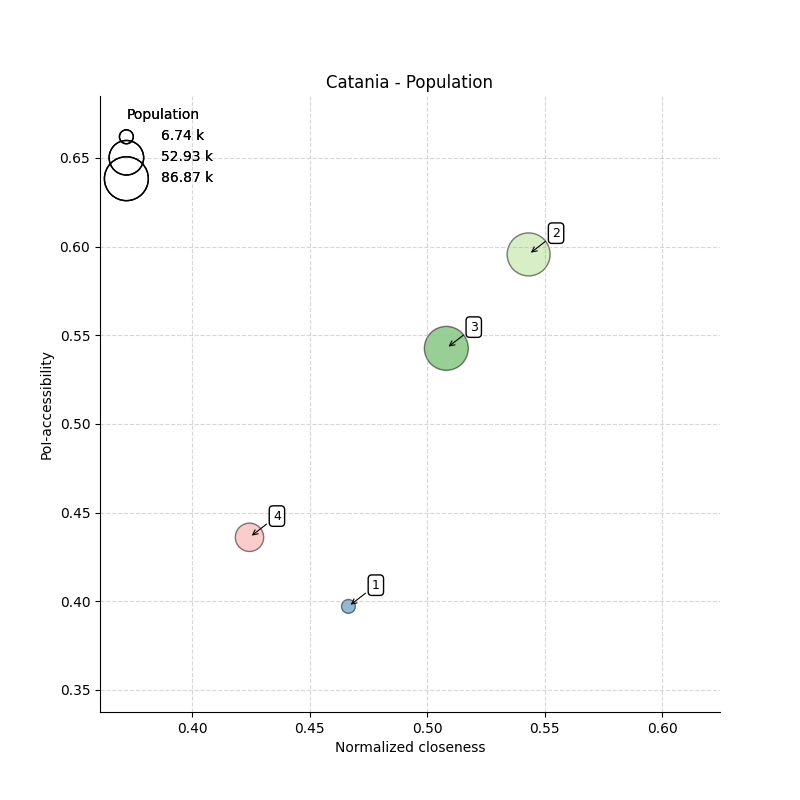 Catania - Population
Population
6.74 k
52.93 k
86.87 k
0.65
0.60
0.55
0.50
0.45
0.40
0.35
PoI-accessibility
2
3
4
1
0.40
0.45
0.50
0.55
0.60
Normalized closeness